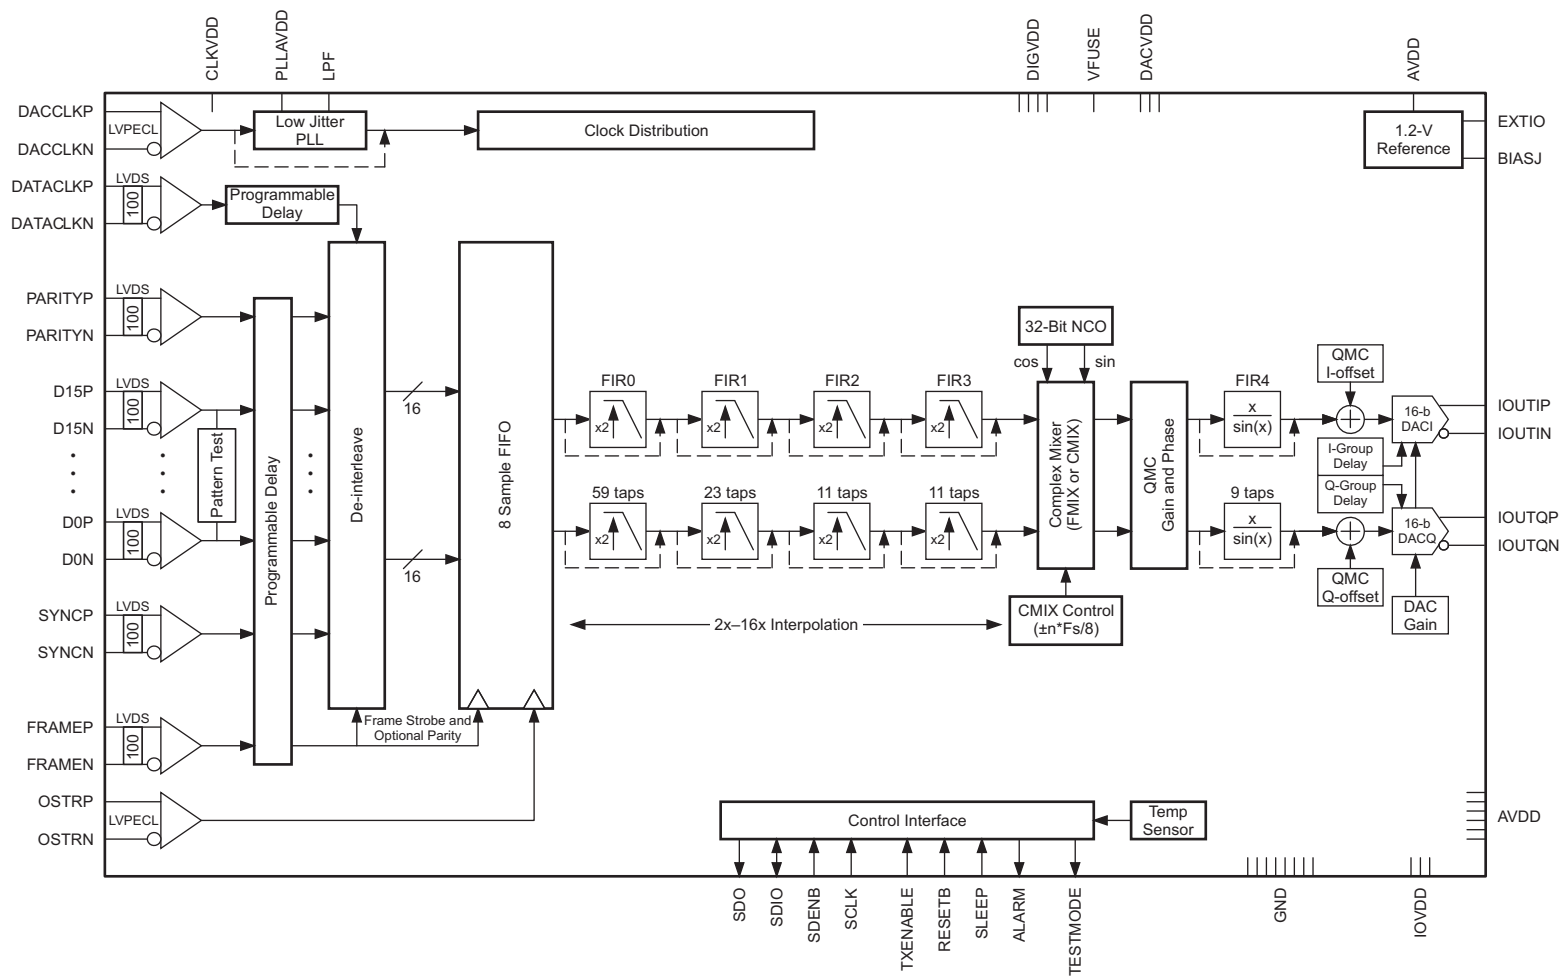 CLKVDD
PLLAVDD
LPF
DIGVDD
VFUSE
DACVDD
AVDD
DACCLKP
LVPECL
DACCLKN
Low Jitter
PLL
Clock Distribution
1.2-V
Reference
EXTIO
BIASJ
DATACLKP
LVDS
100
DATACLKN
Programmable
Delay
PARITYP
LVDS
100
PARITYN
D15P
LVDS
100
D15N
Pattern Test
D0P
LVDS
100
D0N
SYNCP
LVDS
100
SYNCN
FRAMEP
LVDS
100
FRAMEN
OSTRP
LVPECL
OSTRN
Programmable Delay
De-interleave
16
16
8 Sample FIFO
Frame Strobe and
Optional Parity
FIR0
x2
FIR1
x2
FIR2
x2
FIR3
x2
59 taps
x2
23 taps
x2
11 taps
x2
11 taps
x2
2x–16x Interpolation
32-Bit NCO
cos
sin
Complex Mixer
(FMIX or CMIX)
CMIX Control
(±n*Fs/8)
QMC
Gain and Phase
FIR4
x
sin(x)
9 taps
x
sin(x)
QMC
I-offset
16-b
DACI
I-Group
Delay
Q-Group
Delay
16-b
DACQ
QMC
Q-offset
DAC
Gain
IOUTIP
IOUTIN
IOUTQP
IOUTQN
Control Interface
Temp
Sensor
AVDD
SDO
SDIO
SDENB
SCLK
TXENABLE
RESETB
SLEEP
ALARM
TESTMODE
GND
IOVDD